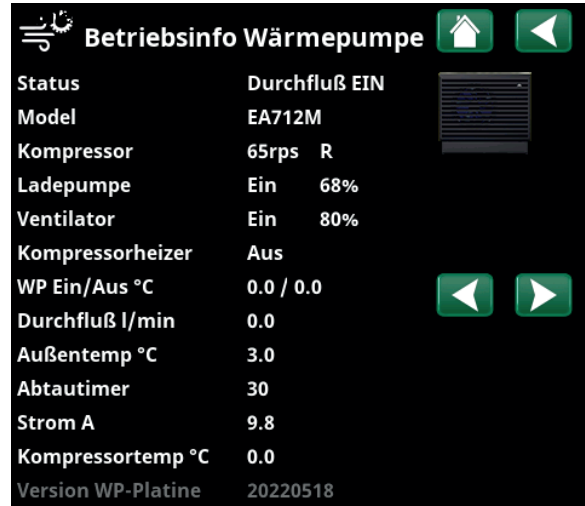 Betriebsinfo Wärmepumpe
Status Durchfluß EIN
Model EA712M
Kompressor 65rps R
Ladepumpe Ein 68%
Ventilator Ein 80%
Kompressorheizer Aus
WP Ein/Aus °C 0.0 / 0.0
Durchfluß l/min 0.0
Außentemp °C 3.0
Abtautimer 30
Strom A 9.8
Kompressortemp °C 0.0
Version WP-Platine 20220518